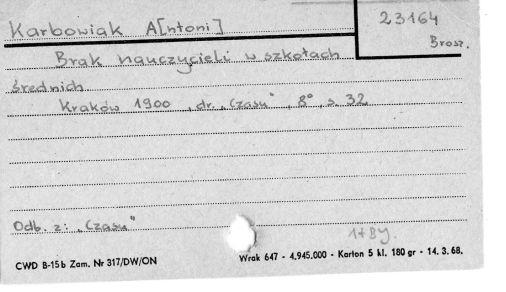 Karbowiak A[ntoni]
23164
Brosz.
Brak nauczycieli w szkołach
średnich
Kraków 1900, dr. „Czasu", 8°, s. 32
Odb. z: „Czasu"
1+BJ.
CWD B-15b Zam. Nr 317/DW/ON
Wrak 647 - 4.945.000 - Karton 5 kl. 180 gr - 14. 3. 68.